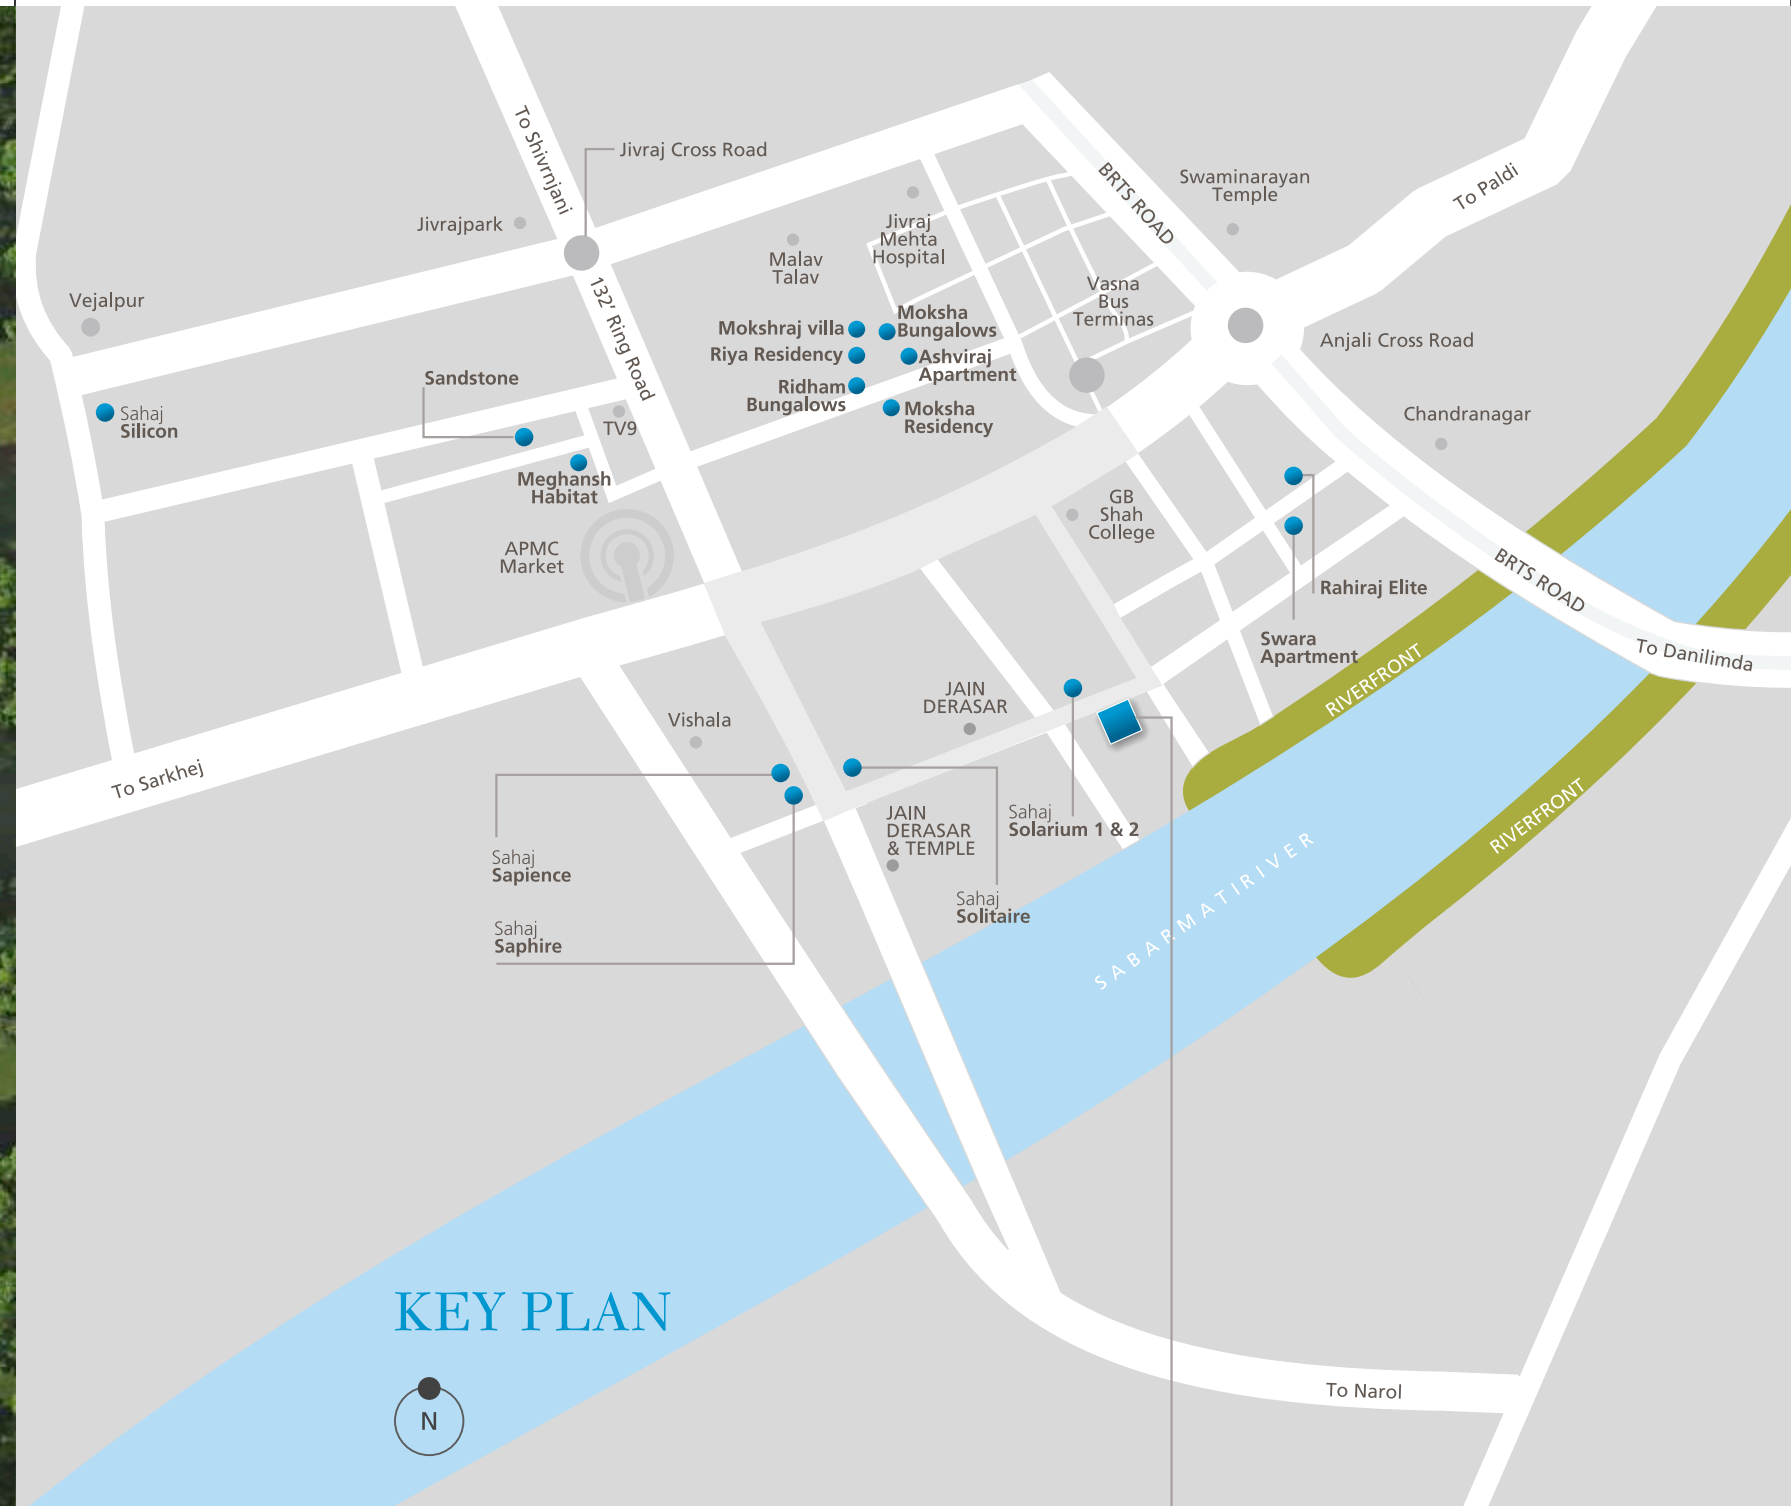 To Shivrnjani
Jivraj Cross Road
BRTS ROAD
Swaminarayan
Temple
To Paldi
Jivrajpark
Jivraj
Mehta
Hospital
Malav
Talav
Vejalpur
132' Ring Road
Vasna
Bus
Terminas
Mokshraj villa
Moksha
Bungalows
Anjali Cross Road
Riya Residency
Ashviraj
Apartment
Sandstone
Ridham
Bungalows
Moksha
Residency
Sahaj
Silicon
TV9
Chandranagar
Meghansh
Habitat
GB
Shah
College
APMC
Market
BRTS ROAD
Rahiraj Elite
Swara
Apartment
To Danilimda
RIVERFRONT
JAIN
DERASAR
Vishala
To Sarkhej
JAIN
DERASAR
& TEMPLE
Sahaj
Solarium 1 & 2
RIVERFRONT
Sahaj
Sapience
Sahaj
Solitaire
SABARMATIRIVER
Sahaj
Saphire
KEY PLAN
N
To Narol